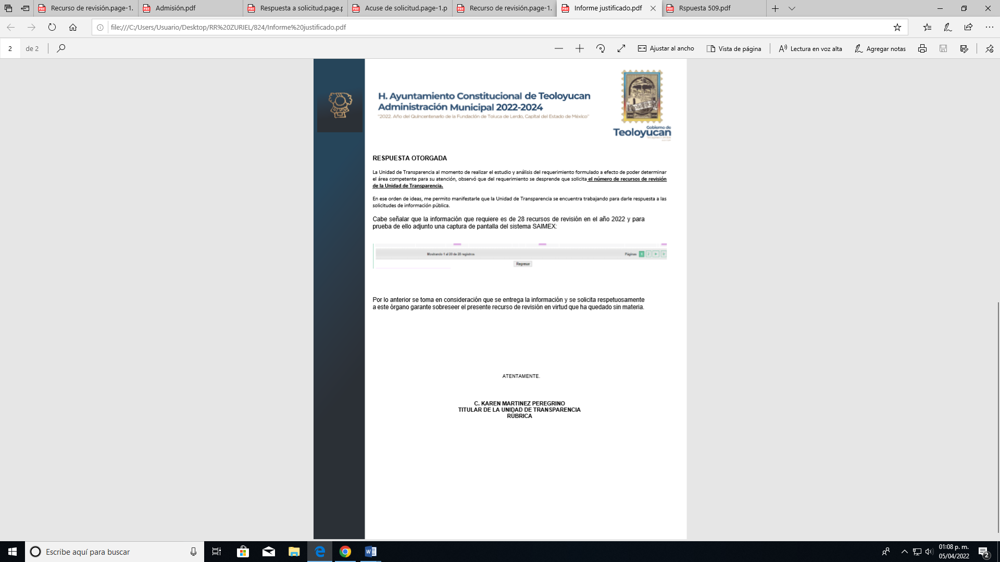 Recurso de revisión.page-1.
Admisión.pdf
Respuesta a solicitud.page.p
Acuse de solicitud.page-1.p
Recurso de revisión.page-1.
Informe justificado.pdf
Rspuesta 509.pdf
file:///C:/Users/Usuario/Desktop/RR%20ZURIEL/824/Informe%20justificado.pdf
2 de 2
Ajustar al ancho
Vista de página
Lectura en voz alta
Agregar notas
H. Ayuntamiento Constitucional de Teoloyucan
Administración Municipal 2022-2024
"2022. Año del Quincentenario de la Fundación de Toluca de Lerdo, Capital del Estado de México"
Gobierno de
Teoloyucan
RESPUESTA OTORGADA
La Unidad de Transparencia al momento de realizar el estudio y análisis del requerimiento formulado a efecto de poder determinar
el área competente para su atención, observó que del requerimiento se desprende que solicita el número de recursos de revisión
de la Unidad de Transparencia.
En ese orden de ideas, me permito manifestarle que la Unidad de Transparencia se encuentra trabajando para darle respuesta a las
solicitudes de información pública.
Cabe señalar que la información que requiere es de 28 recursos de revisión en el año 2022 y para
prueba de ello adjunto una captura de pantalla del sistema SAIMEX:
Mostrando 1 al 20 de 28 registros
Páginas 1 2
Regresar
Por lo anterior se toma en consideración que se entrega la información y se solicita respetuosamente
a este órgano garante sobreseer el presente recurso de revisión en virtud que ha quedado sin materia.
ATENTAMENTE.
C. KAREN MARTINEZ PEREGRINO
TITULAR DE LA UNIDAD DE TRANSPARENCIA
RÚBRICA
Escribe aquí para buscar
01:08 p. m.
05/04/2022
2